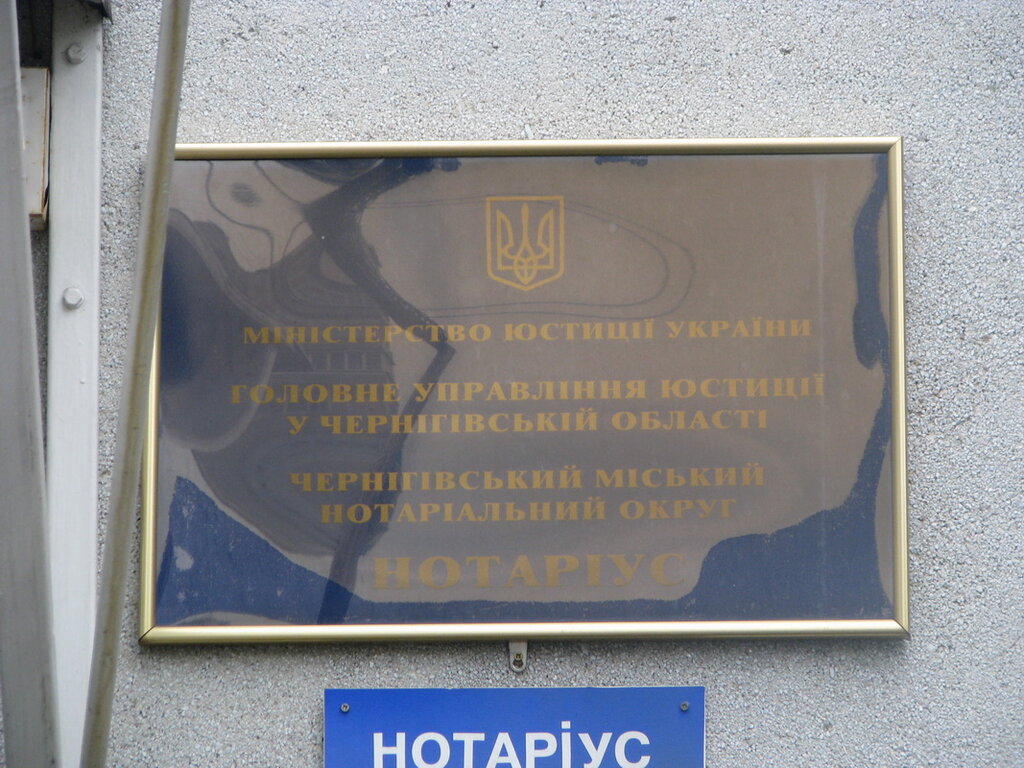 МІНІСТЕРСТВО ЮСТИЦІЇ УКРАЇНИ
ГОЛОВНЕ УПРАВЛІННЯ ЮСТИЦІЇ
У ЧЕРНІГІВСЬКІЙ ОБЛАСТІ
ЧЕРНІГІВСЬКИЙ МІСЬКИЙ
НОТАРІАЛЬНИЙ ОКРУГ
НОТАРІУС
НОТАРіУС